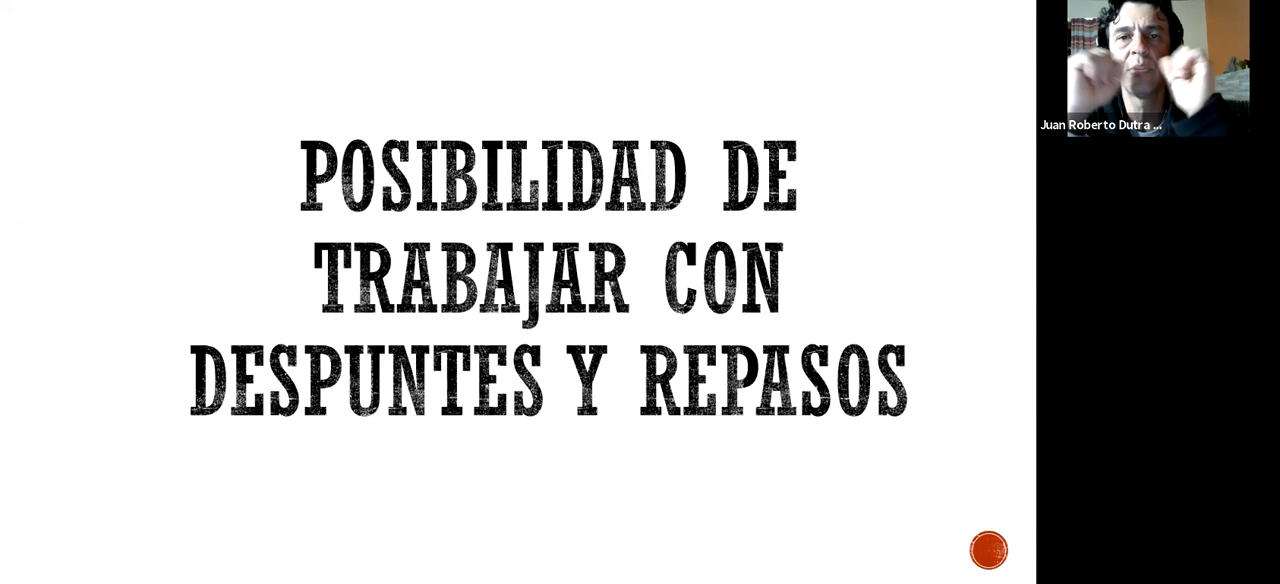 POSIBILIDAD DE
TRABAJAR CON
DESPUNTES Y REPASOS
Juan Roberto Dutra ...